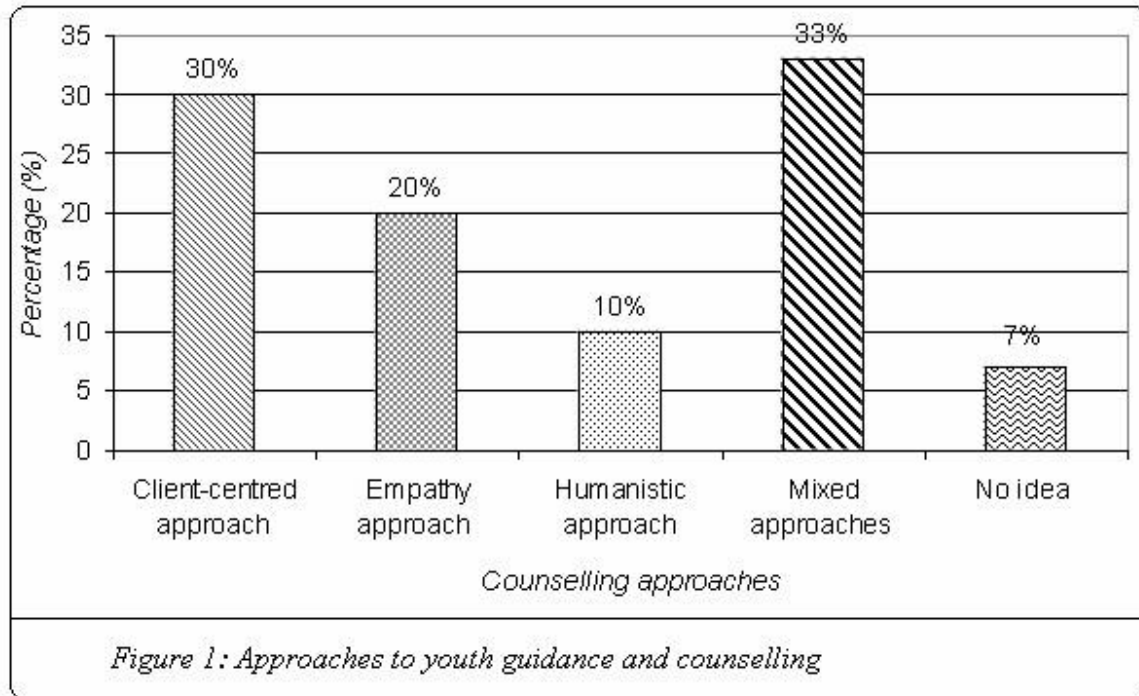 35
30
25
20
15
10
5
0
Percentage (%)
30%
20%
10%
33%
7%
Client-centred
approach
Empathy
approach
Humanistic
approach
Mixed
approaches
No idea
Counselling approaches
Figure 1: Approaches to youth guidance and counselling